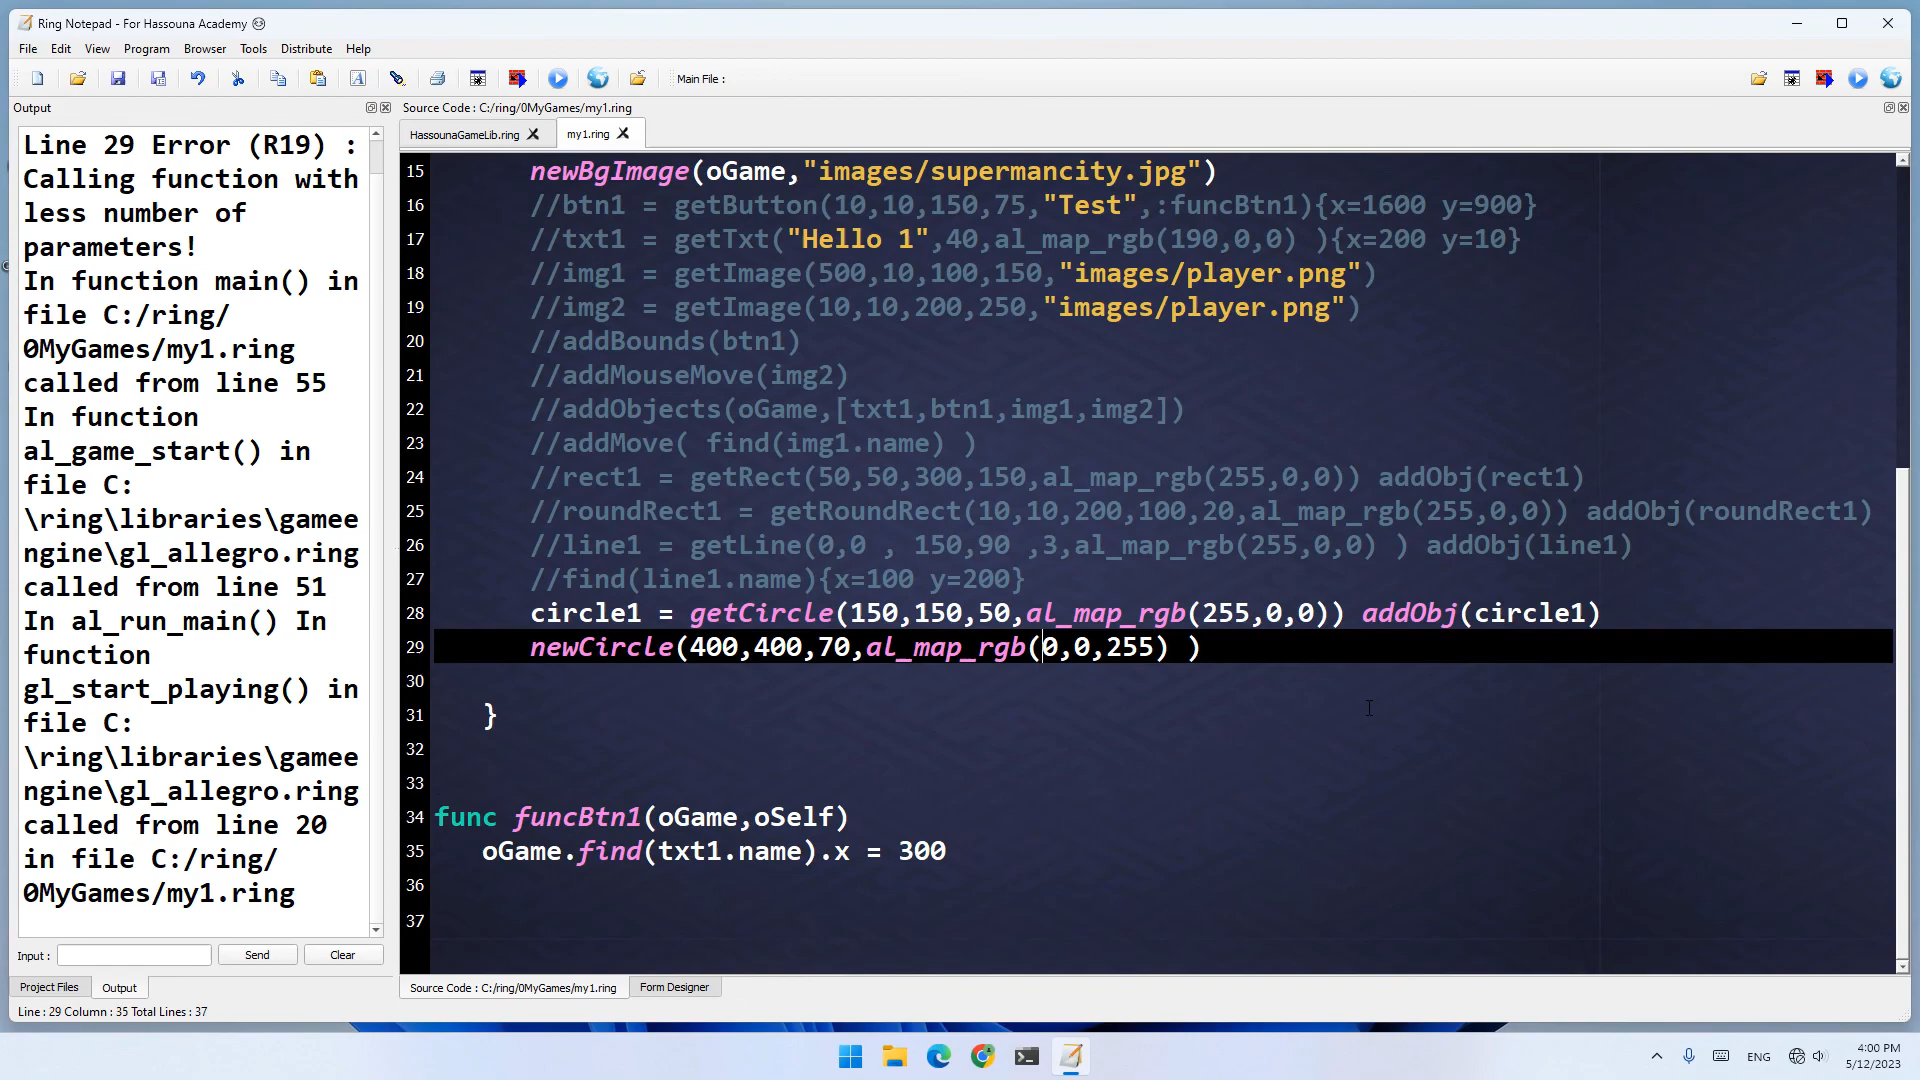 Ring Notepad - For Hassouna Academy
File Edit View Program Browser Tools Distribute Help
Main File :
Output
Line 29 Error (R19) :
Calling function with
less number of
parameters!
In function main() in
file C:/ring/
0MyGames/my1.ring
called from line 55
In function
al_game_start() in
file C:
\ring\libraries\gamee
ngine\gl_allegro.ring
called from line 51
In al_run_main() In
function
gl_start_playing() in
file C:
\ring\libraries\gamee
ngine\gl_allegro.ring
called from line 20
in file C:/ring/
0MyGames/my1.ring
Input :
Send
Clear
Project Files
Output
Source Code : C:/ring/0MyGames/my1.ring
HassounaGameLib.ring
my1.ring
15 newBgImage(oGame,"images/supermancity.jpg")
16 //btn1 = getButton(10,10,150,75,"Test",:funcBtn1){x=1600 y=900}
17 //txt1 = getTxt("Hello 1",40,al_map_rgb(190,0,0) ){x=200 y=10}
18 //img1 = getImage(500,10,100,150,"images/player.png")
19 //img2 = getImage(10,10,200,250,"images/player.png")
20 //addBounds(btn1)
21 //addMouseMove(img2)
22 //addObjects(oGame,[txt1,btn1,img1,img2])
23 //addMove( find(img1.name) )
24 //rect1 = getRect(50,50,300,150,al_map_rgb(255,0,0)) addObj(rect1)
25 //roundRect1 = getRoundRect(10,10,200,100,20,al_map_rgb(255,0,0)) addObj(roundRect1)
26 //line1 = getLine(0,0 , 150,90 ,3,al_map_rgb(255,0,0) ) addObj(line1)
27 //find(line1.name){x=100 y=200}
28 circle1 = getCircle(150,150,50,al_map_rgb(255,0,0)) addObj(circle1)
29 newCircle(400,400,70,al_map_rgb(0,0,255) )
30
31 }
32
33
34 func funcBtn1(oGame,oSelf)
35 oGame.find(txt1.name).x = 300
36
37
Source Code : C:/ring/0MyGames/my1.ring
Form Designer
Line : 29 Column : 35 Total Lines : 37
ENG
4:00 PM
5/12/2023